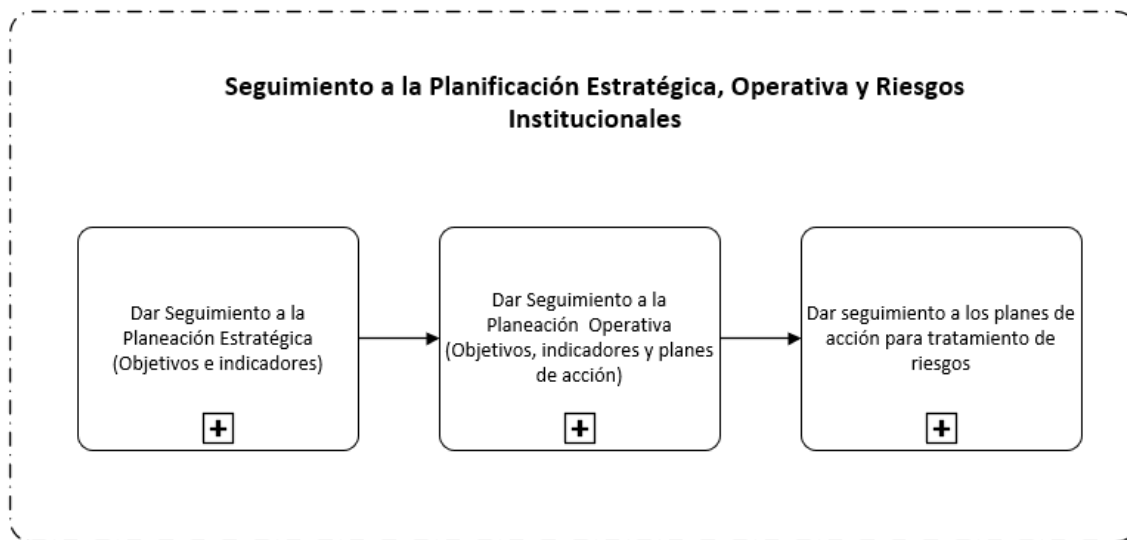 Seguimiento a la Planificación Estratégica, Operativa y Riesgos
Institucionales
Dar Seguimiento a la
Planeación Estratégica
(Objetivos e indicadores)
Dar Seguimiento a la
Planeación Operativa
(Objetivos, indicadores y planes
de acción)
Dar seguimiento a los planes de
acción para tratamiento de
riesgos